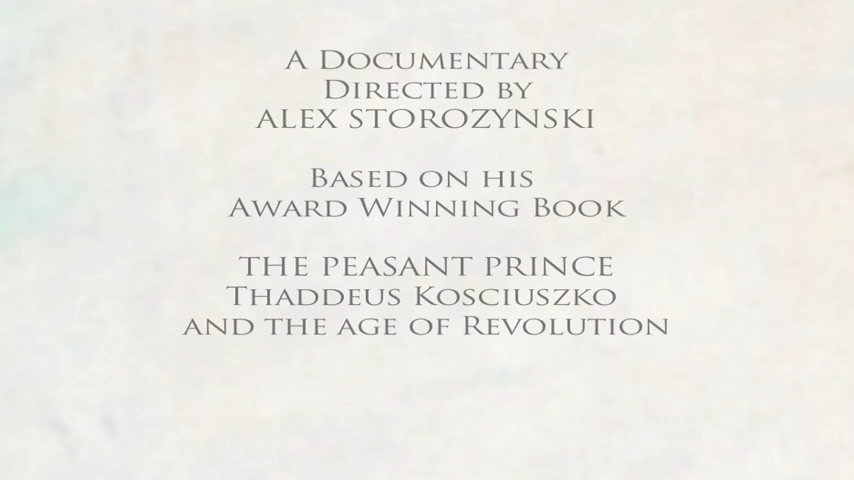 A Documentary
Directed by
ALEX STOROZYNSKI
Based on his
Award Winning Book
THE PEASANT PRINCE
Thaddeus Kosciuszko
and the age of Revolution